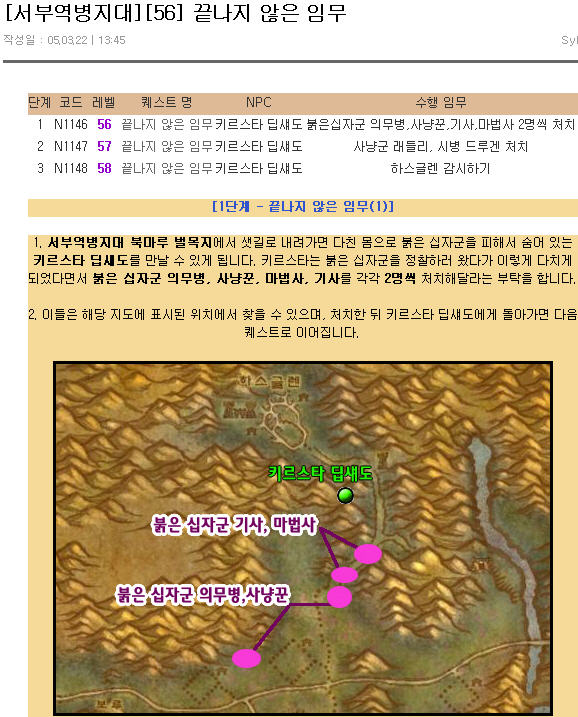 [서부역병지대][56] 끝나지 않은 임무
작성일 : 05.03.22 | 13:45
Syl
단계 코드 레벨 퀘스트 명 NPC 수행 임무
1 N1146 56 끝나지 않은 임무 키르스타 딥섀도 붉은십자군 의무병,사냥꾼,기사,마법사 2명씩 처치
2 N1147 57 끝나지 않은 임무 키르스타 딥섀도 사냥꾼 래들리, 시병 드루겐 처치
3 N1148 58 끝나지 않은 임무 키르스타 딥섀도 하스글렌 감시하기
[1단계 - 끝나지 않은 임무(1)]
1. 서부역병지대 북마루 벌목지에서 샛길로 내려가면 다친 몸으로 붉은 십자군을 피해서 숨어 있는
키르스타 딥섀도를 만날 수 있게 됩니다. 키르스타는 붉은 십자군을 정찰하러 왔다가 이렇게 다치게
되었다면서 붉은 십자군 의무병, 사냥꾼, 마법사, 기사를 각각 2명씩 처치해달라는 부탁을 합니다.
2. 이들은 해당 지도에 표시된 위치에서 찾을 수 있으며, 처치한 뒤 키르스타 딥섀도에게 돌아가면 다음
퀘스트로 이어집니다.
하스글렌
키르스타 딥섀도
붉은 십자군 기사, 마법사
붉은 십자군 의무병,사냥꾼